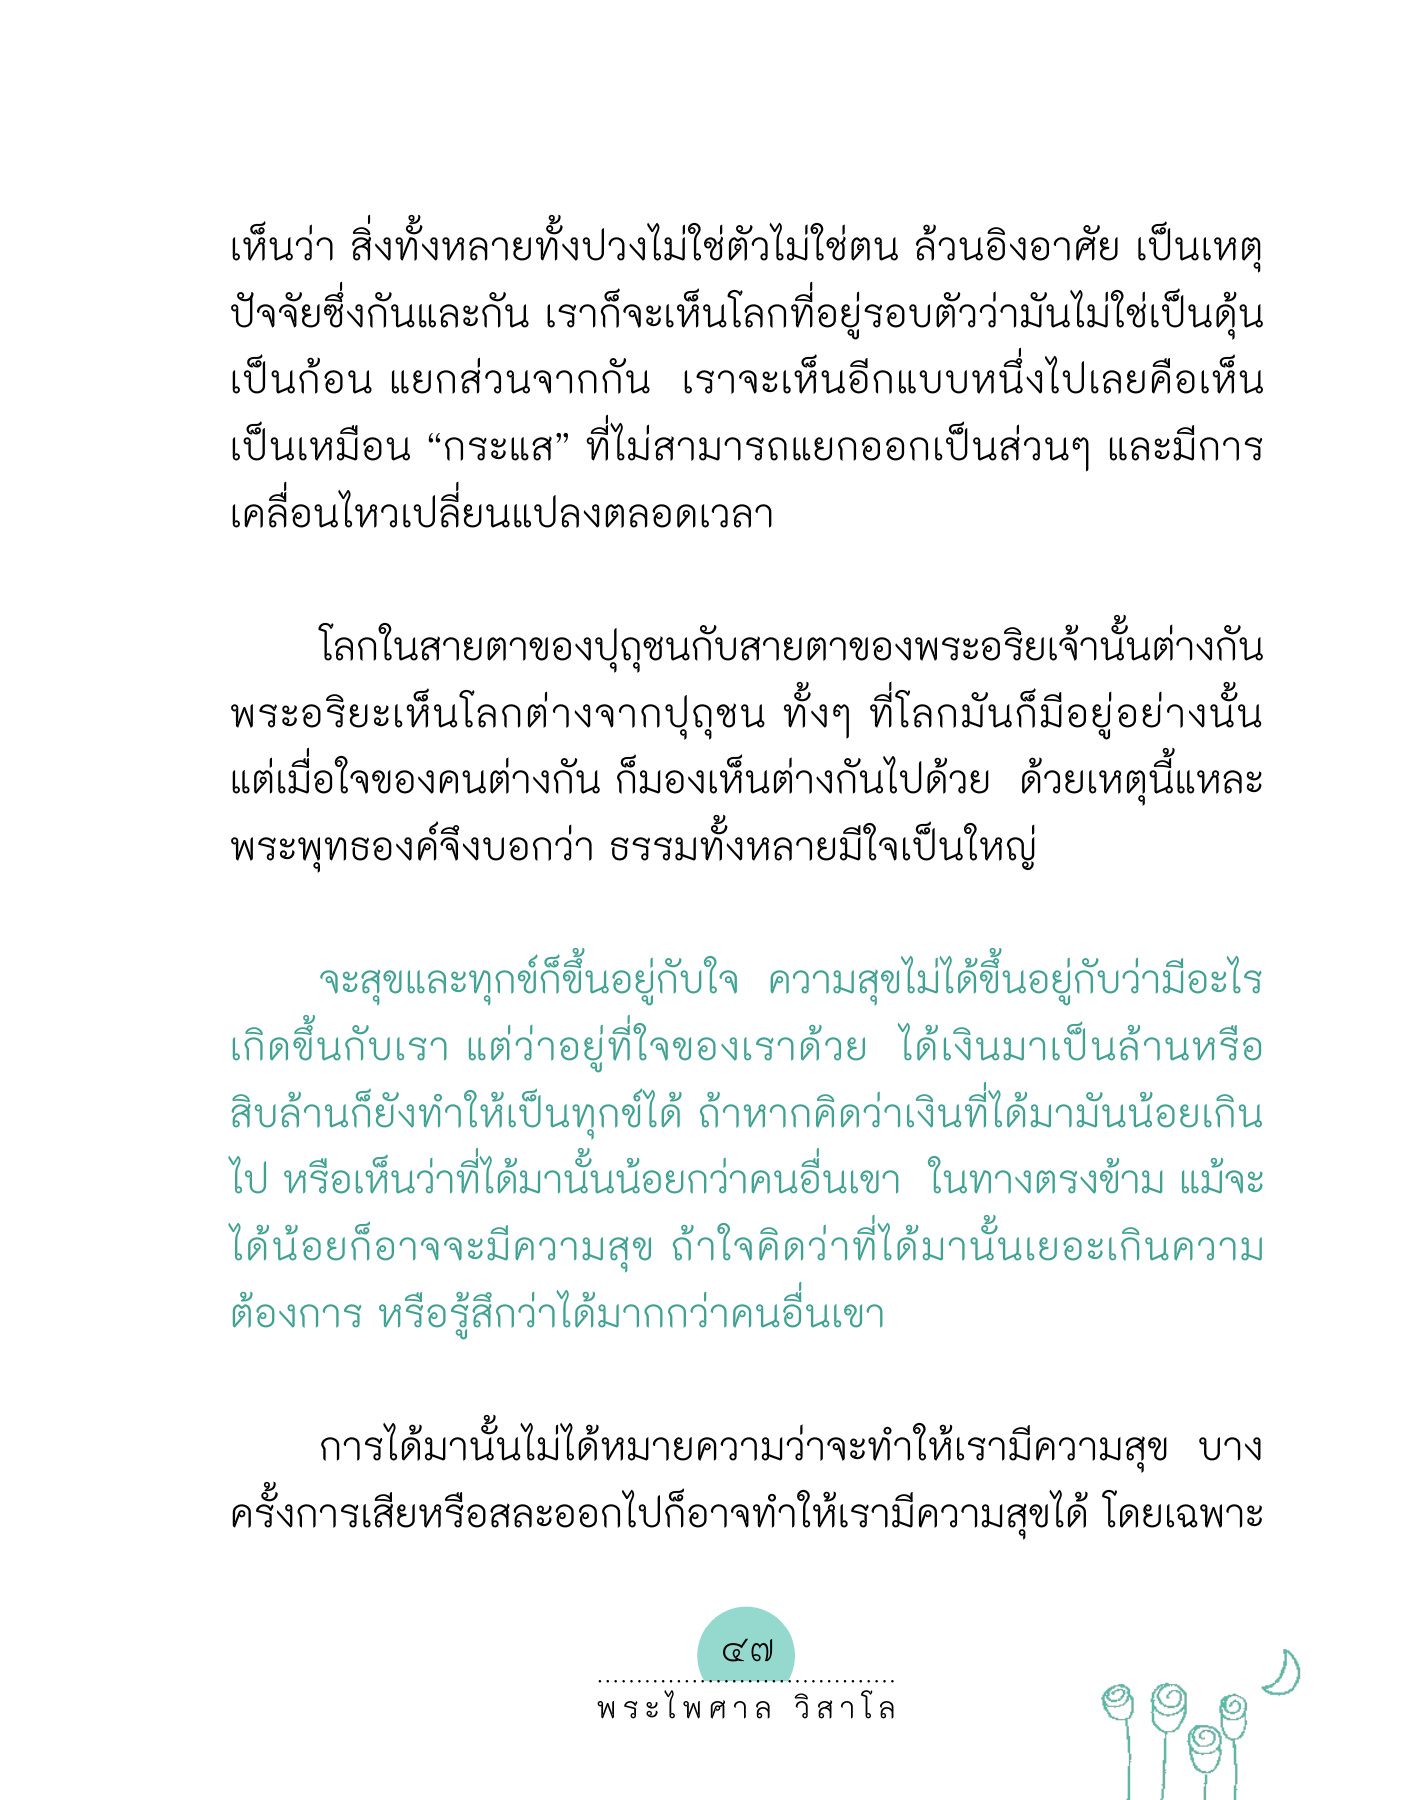 เห็นว่า สิ่งทั้งหลายทั้งปวงไม่ใช่ตัวไม่ใช่ตน ล้วนอิงอาศัย เป็นเหตุ
ปัจจัยซึ่งกันและกัน เราก็จะเห็นโลกที่อยู่รอบตัวว่ามันไม่ใช่เป็นดุ้น
เป็นก้อน แยกส่วนจากกัน เราจะเห็นอีกแบบหนึ่งไปเลยคือเห็น
เป็นเหมือน “กระแส” ที่ไม่สามารถแยกออกเป็นส่วนๆ และมีการ
เคลื่อนไหวเปลี่ยนแปลงตลอดเวลา
โลกในสายตาของปุถุชนกับสายตาของพระอริยเจ้านั้นต่างกัน
พระอริยะเห็นโลกต่างจากปุถุชน ทั้งๆ ที่โลกมันก็มีอยู่อย่างนั้น
แต่เมื่อใจของคนต่างกัน ก็มองเห็นต่างกันไปด้วย ด้วยเหตุนี้แหละ
พระพุทธองค์จึงบอกว่า ธรรมทั้งหลายมีใจเป็นใหญ่
จะสุขและทุกข์ก็ขึ้นอยู่กับใจ ความสุขไม่ได้ขึ้นอยู่กับว่ามีอะไร
เกิดขึ้นกับเรา แต่ว่าอยู่ที่ใจของเราด้วย ได้เงินมาเป็นล้านหรือ
สิบล้านก็ยังทำให้เป็นทุกข์ได้ ถ้าหากคิดว่าเงินที่ได้มามันน้อยเกิน
ไป หรือเห็นว่าที่ได้มานั้นน้อยกว่าคนอื่นเขา ในทางตรงข้าม แม้จะ
ได้น้อยก็อาจจะมีความสุข ถ้าใจคิดว่าที่ได้มานั้นเยอะเกินความ
ต้องการ หรือรู้สึกว่าได้มากกว่าคนอื่นเขา
การได้มานั้นไม่ได้หมายความว่าจะทำให้เรามีความสุข บาง
ครั้งการเสียหรือสละออกไปก็อาจทำให้เรามีความสุขได้ โดยเฉพาะ
๔๗
พระไพศาล วิสาโล